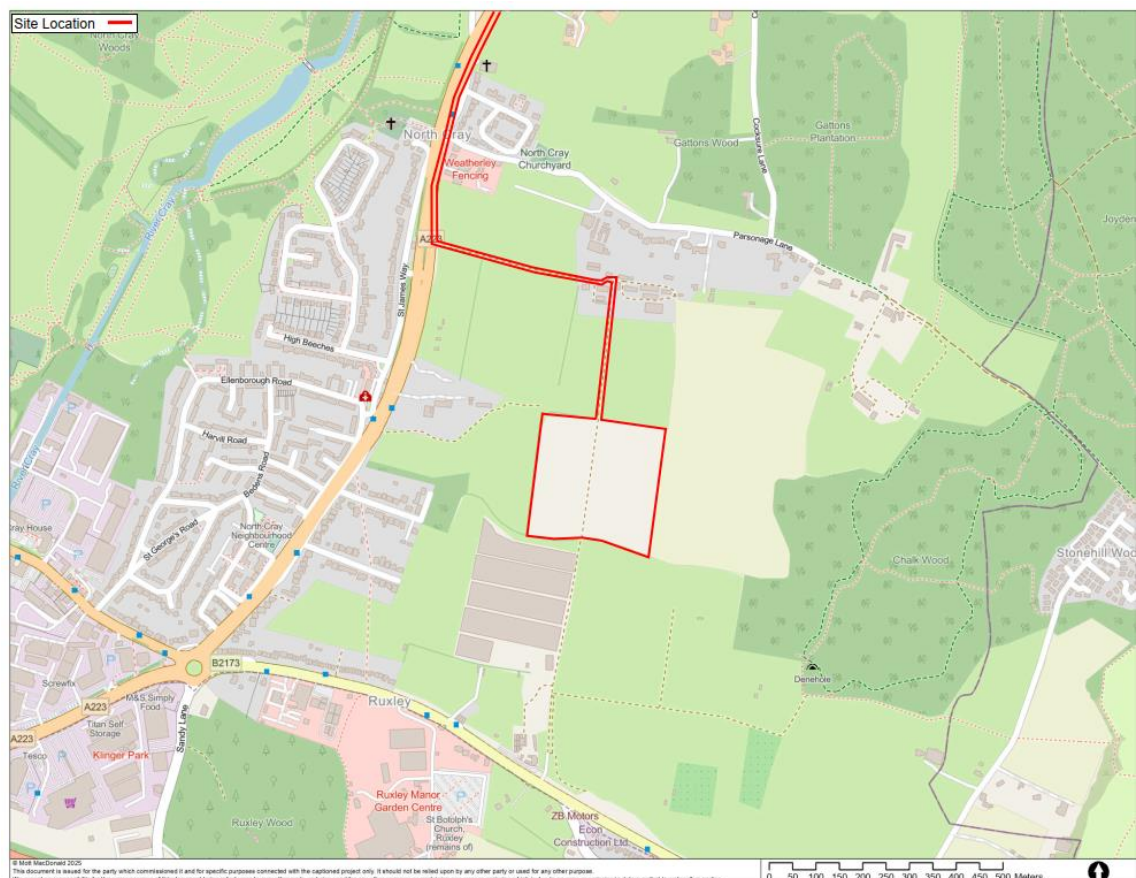 Site Location
North Cray
Woods
North Cray
Weatherley
Fencing
North Cray
Churchyard
Gattons Wood
Cocksure Lane
Gattons
Plantation
Joyden
Parsonage Lane
River Cray
A223
St James Way
High Beeches
Ellenborough Road
Harvill Road
Bedens Road
St George's Road
North Cray
Neighbourhood
Centre
River Cray
P
P
Cray House
Chalk Wood
Stonehill Woo
Denehole
B2173
Screwfix
P
M&S Simply
Food
A223
Titan Self
Storage
A223
Tesco
P
Klinger Park
P
Sandy Lane
Ruxley
Ruxley Wood
Ruxley Manor
Garden Centre
P
St Botolph's
Church,
Ruxley
(remains of)
ZB Motors
Econ
Construction Ltd
© Mott MacDonald 2025
This document is issued for the party which commissioned it and for specific purposes connected with the captioned project only. It should not be relied upon by any other party or used for any other purpose.
0 50 100 150 200 250 300 350 400 450 500 Meters